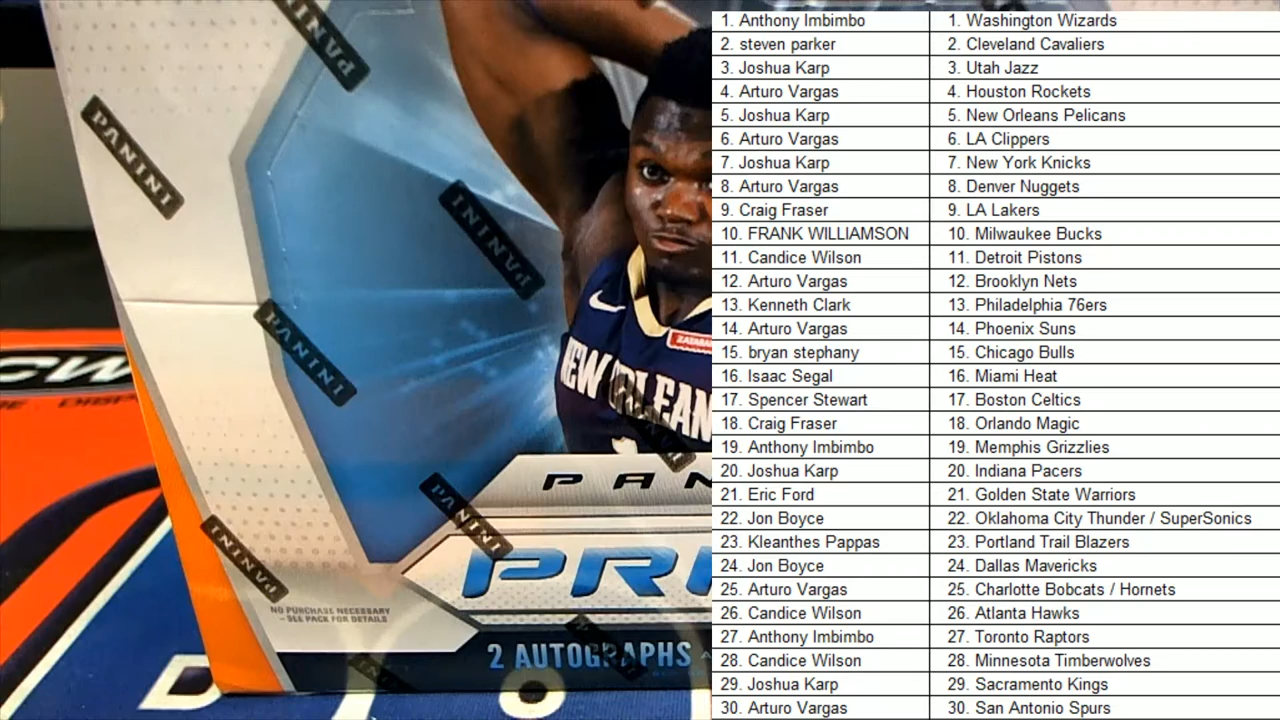 PANINI
PANINI
PANINI
PANINI
PANINI
PANINI
NEW ORLEAN
PAN
PRI
NO PURCHASE NECESSARY
– SEE PACK FOR DETAILS
2 AUTOGRAPHS
1. Anthony Imbimbo 1. Washington Wizards
2. steven parker 2. Cleveland Cavaliers
3. Joshua Karp 3. Utah Jazz
4. Arturo Vargas 4. Houston Rockets
5. Joshua Karp 5. New Orleans Pelicans
6. Arturo Vargas 6. LA Clippers
7. Joshua Karp 7. New York Knicks
8. Arturo Vargas 8. Denver Nuggets
9. Craig Fraser 9. LA Lakers
10. FRANK WILLIAMSON 10. Milwaukee Bucks
11. Candice Wilson 11. Detroit Pistons
12. Arturo Vargas 12. Brooklyn Nets
13. Kenneth Clark 13. Philadelphia 76ers
14. Arturo Vargas 14. Phoenix Suns
15. bryan stephany 15. Chicago Bulls
16. Isaac Segal 16. Miami Heat
17. Spencer Stewart 17. Boston Celtics
18. Craig Fraser 18. Orlando Magic
19. Anthony Imbimbo 19. Memphis Grizzlies
20. Joshua Karp 20. Indiana Pacers
21. Eric Ford 21. Golden State Warriors
22. Jon Boyce 22. Oklahoma City Thunder / SuperSonics
23. Kleanthes Pappas 23. Portland Trail Blazers
24. Jon Boyce 24. Dallas Mavericks
25. Arturo Vargas 25. Charlotte Bobcats / Hornets
26. Candice Wilson 26. Atlanta Hawks
27. Anthony Imbimbo 27. Toronto Raptors
28. Candice Wilson 28. Minnesota Timberwolves
29. Joshua Karp 29. Sacramento Kings
30. Arturo Vargas 30. San Antonio Spurs